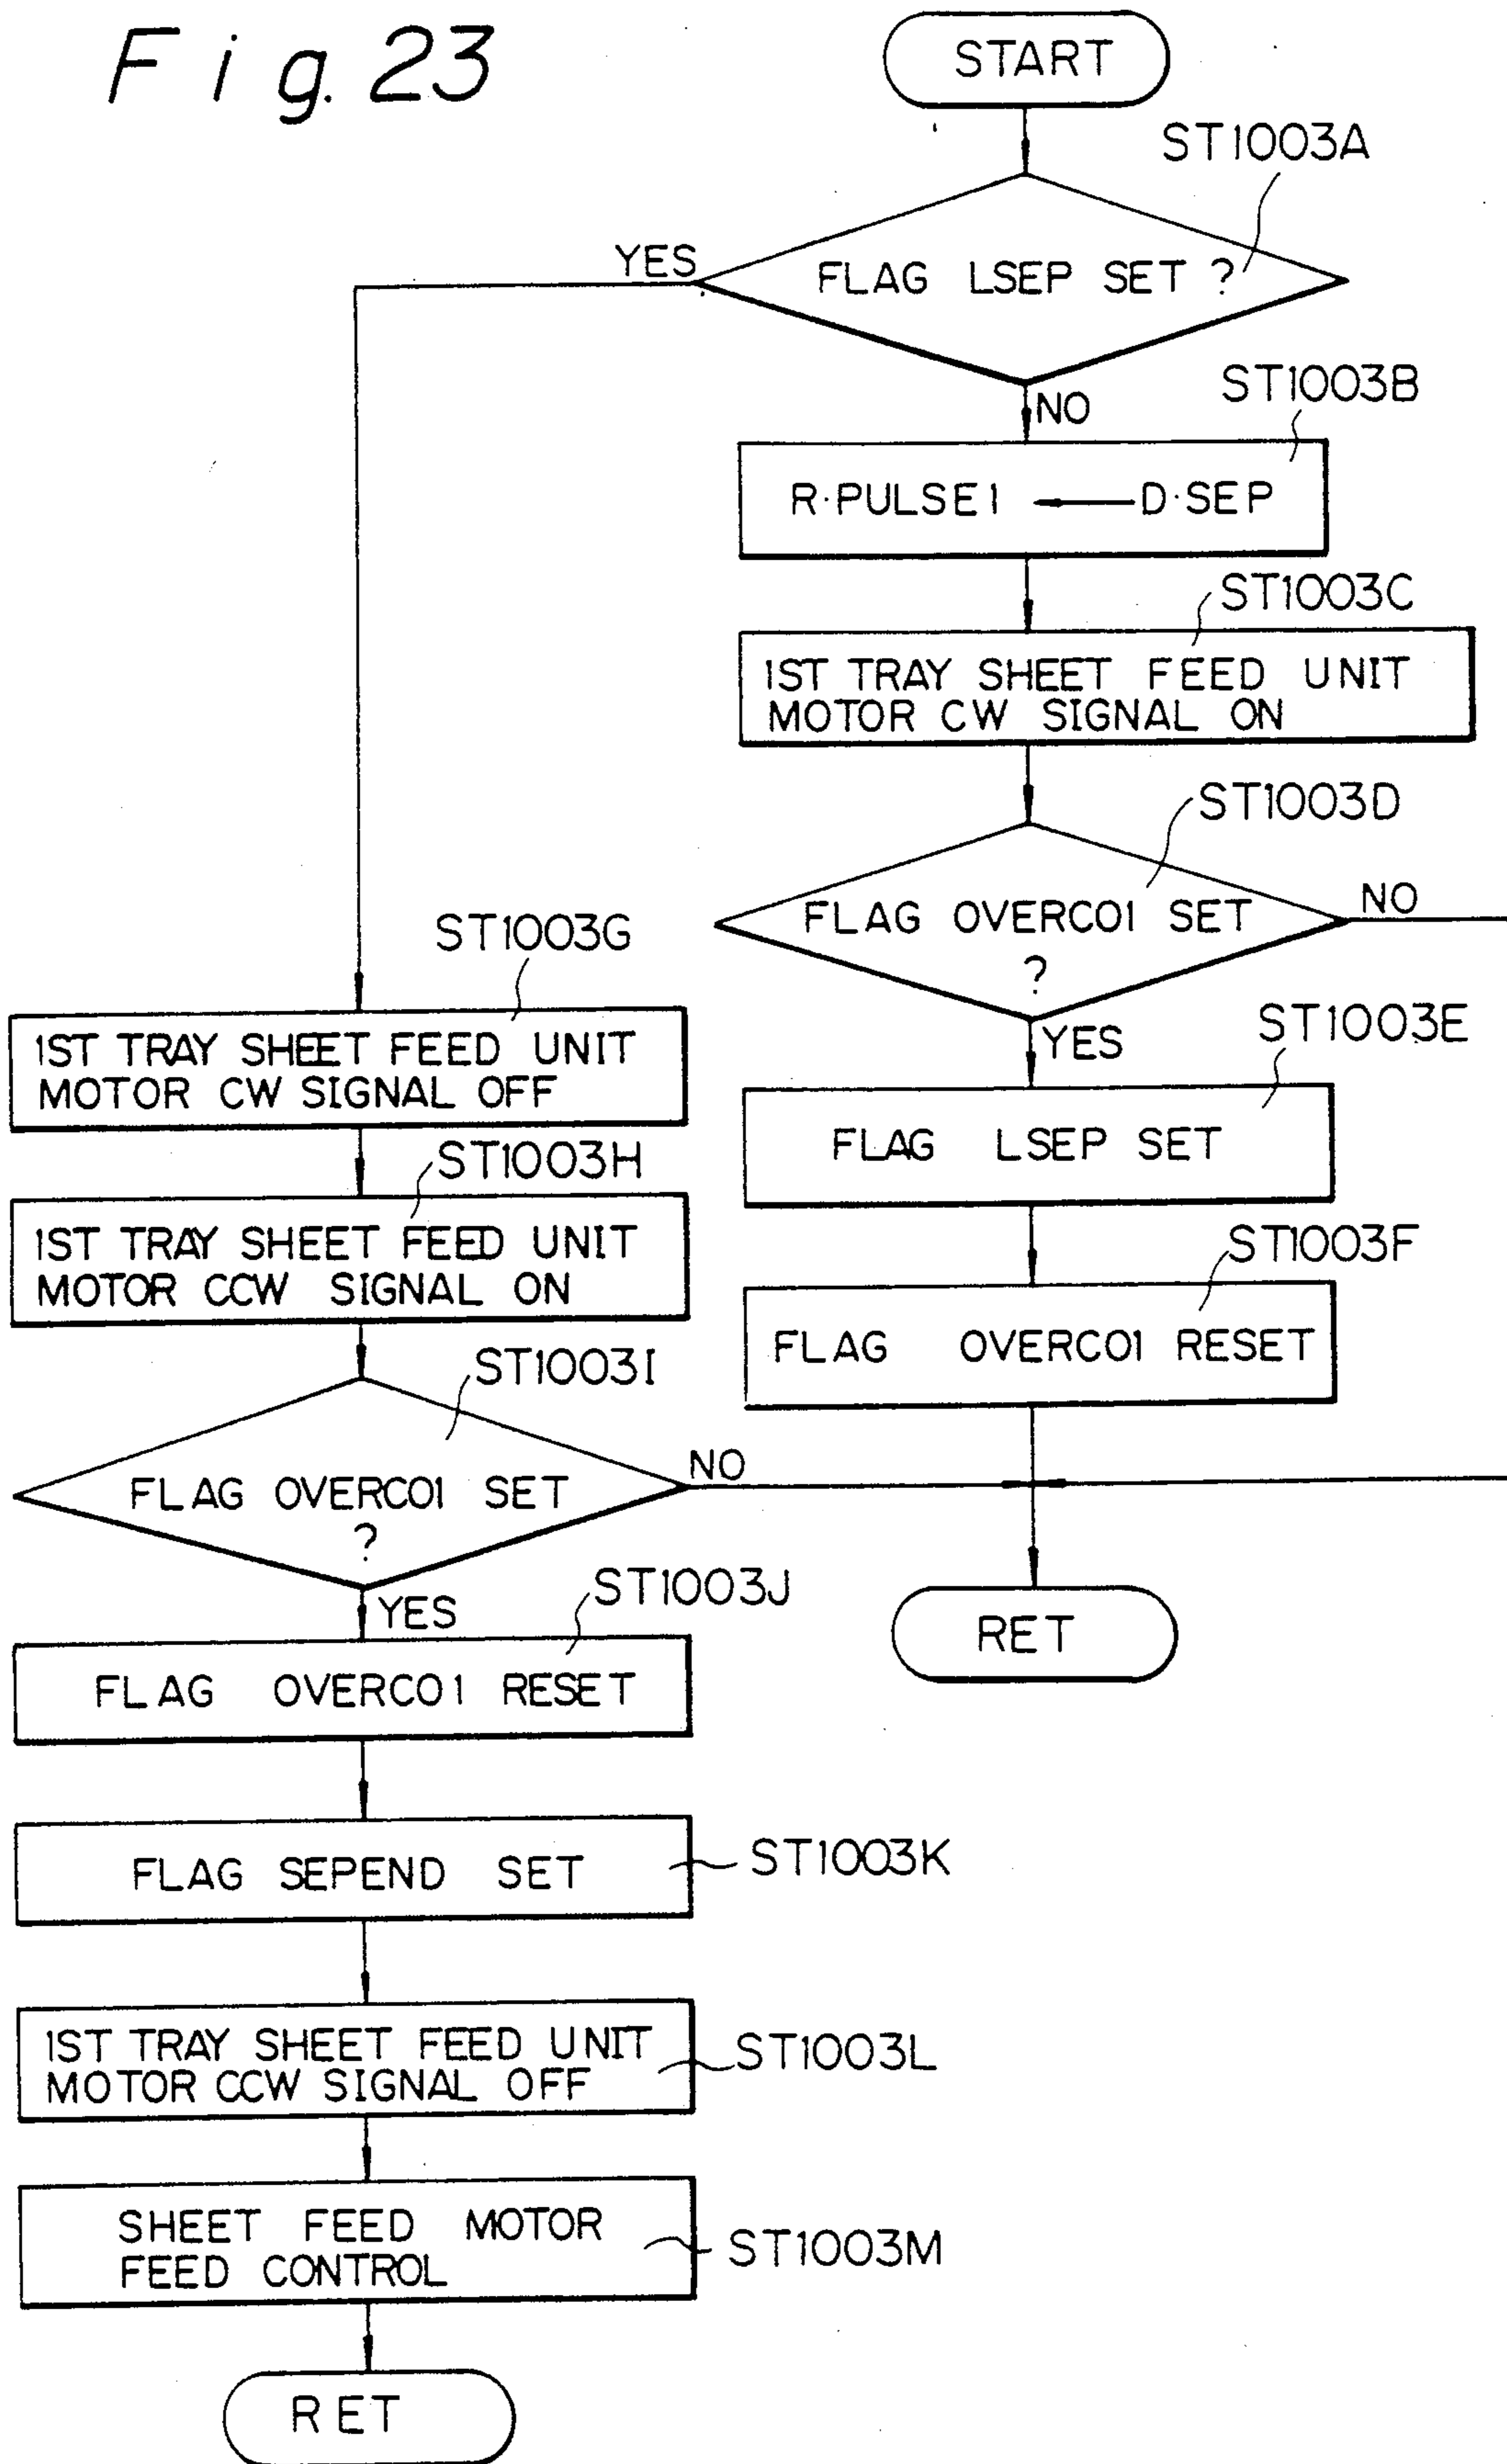 Fig. 23
START
ST1003A
FLAG LSEP SET ?
YES
NO
ST1003B
R·PULSE1 ← D·SEP
ST1003C
1ST TRAY SHEET FEED UNIT
MOTOR CW SIGNAL ON
ST1003D
FLAG OVERCO1 SET
?
NO
YES
ST1003E
FLAG LSEP SET
ST1003F
FLAG OVERCO1 RESET
RET
ST1003G
1ST TRAY SHEET FEED UNIT
MOTOR CW SIGNAL OFF
ST1003H
1ST TRAY SHEET FEED UNIT
MOTOR CCW SIGNAL ON
ST1003I
FLAG OVERCO1 SET
?
NO
YES
ST1003J
FLAG OVERCO1 RESET
FLAG SEPEND SET
ST1003K
1ST TRAY SHEET FEED UNIT
MOTOR CCW SIGNAL OFF
ST1003L
SHEET FEED MOTOR
FEED CONTROL
ST1003M
RET